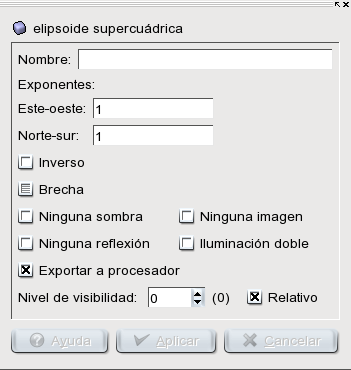 elipsoide supercuádrica
Nombre:
Exponentes:
Este-oeste: 1
Norte-sur: 1
Inverso
Brecha
Ninguna sombra Ninguna imagen
Ninguna reflexión Iluminación doble
Exportar a procesador
Nivel de visibilidad: 0 (0) Relativo
Ayuda Aplicar Cancelar